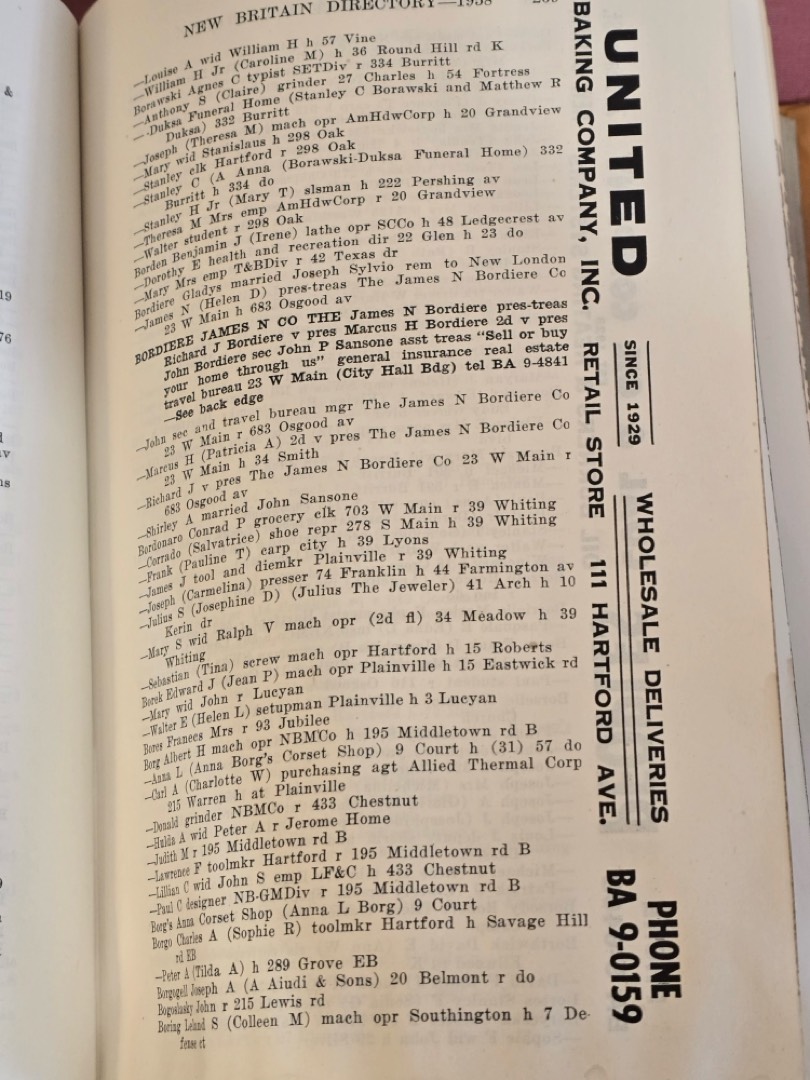 NEW BRITAIN DIRECTORY—1958
—Louise A wid William H h 57 Vine
—William H Jr (Caroline M) h 36 Round Hill rd K
Borawski Agnes C typist SETDiv r 334 Burritt
—Anthony S (Claire) grinder 27 Charles h 54 Fortress
—-Duksa Funeral Home (Stanley C Borawski and Matthew R
Duksa) 332 Burritt
—Joseph (Theresa M) mach opr AmHdwCorp h 20 Grandview
—Mary wid Stanislaus h 298 Oak
—Stanley clk Hartford r 298 Oak
—Stanley C (A Anna (Borawski-Duksa Funeral Home) 332
Burritt h 334 do
—Stanley H Jr (Mary T) slsman h 222 Pershing av
—Theresa M Mrs emp AmHdwCorp r 20 Grandview
—Walter student r 298 Oak
Borden Benjamin J (Irene) lathe opr SCCo h 48 Ledgecrest av
—Dorothy E health and recreation dir 22 Glen h 23 do
—Mary Mrs emp T&BDiv r 42 Texas dr
Bordiere Gladys married Joseph Sylvio rem to New London
—James N (Helen D) pres-treas The James N Bordiere Co
23 W Main h 683 Osgood av
BORDIERE JAMES N CO THE James N Bordiere pres-treas
Richard J Bordiere v pres Marcus H Bordiere 2d v pres
John Bordiere sec John P Sansone asst treas "Sell or buy
your home through us" general insurance real estate
travel bureau 23 W Main (City Hall Bdg) tel BA 9-4841
—See back edge
—John sec and travel bureau mgr The James N Bordiere Co
23 W Main r 683 Osgood av
—Marcus H (Patricia A) 2d v pres The James N Bordiere Co
23 W Main h 34 Smith
—Richard J v pres The James N Bordiere Co 23 W Main r
683 Osgood av
—Shirley A married John Sansone
Bordonaro Conrad P grocery clk 703 W Main r 39 Whiting
—Corrado (Salvatrice) shoe repr 278 S Main h 39 Whiting
—Frank (Pauline T) carp city h 39 Lyons
—James J tool and diemkr Plainville r 39 Whiting
—Joseph (Carmelina) presser 74 Franklin h 44 Farmington av
—Julius S (Josephine D) (Julius The Jeweler) 41 Arch h 10
Kerin dr
—Mary S wid Ralph V mach opr (2d fl) 34 Meadow h 39
Whiting
—Sebastian (Tina) screw mach opr Hartford h 15 Roberts
Borek Edward J (Jean P) mach opr Plainville h 15 Eastwick rd
—Mary wid John r Lucyan
—Walter E (Helen L) setupman Plainville h 3 Lucyan
Bores Frances Mrs r 93 Jubilee
Borg Albert H mach opr NBMCo h 195 Middletown rd B
—Anna L (Anna Borg's Corset Shop) 9 Court h (31) 57 do
—Carl A (Charlotte W) purchasing agt Allied Thermal Corp
215 Warren h at Plainville
—Donald grinder NBMCo r 433 Chestnut
—Hulda A wid Peter A r Jerome Home
—Judith M r 195 Middletown rd B
—Lawrence F toolmkr Hartford r 195 Middletown rd B
—Lillian C wid John S emp LF&C h 433 Chestnut
—Paul C designer NB-GMDiv r 195 Middletown rd B
Borg's Anna Corset Shop (Anna L Borg) 9 Court
Borgo Charles A (Sophie R) toolmkr Hartford h Savage Hill
rd EB
—Peter A (Tilda A) h 289 Grove EB
Borgogell Joseph A (A Aiudi & Sons) 20 Belmont r do
Bogoslusky John r 215 Lewis rd
Boring Leland S (Colleen M) mach opr Southington h 7 De-
fense ct
UNITED
BAKING COMPANY, INC.
SINCE 1929
RETAIL STORE
WHOLESALE DELIVERIES
111 HARTFORD AVE.
PHONE
BA 9-0159
&
19
76